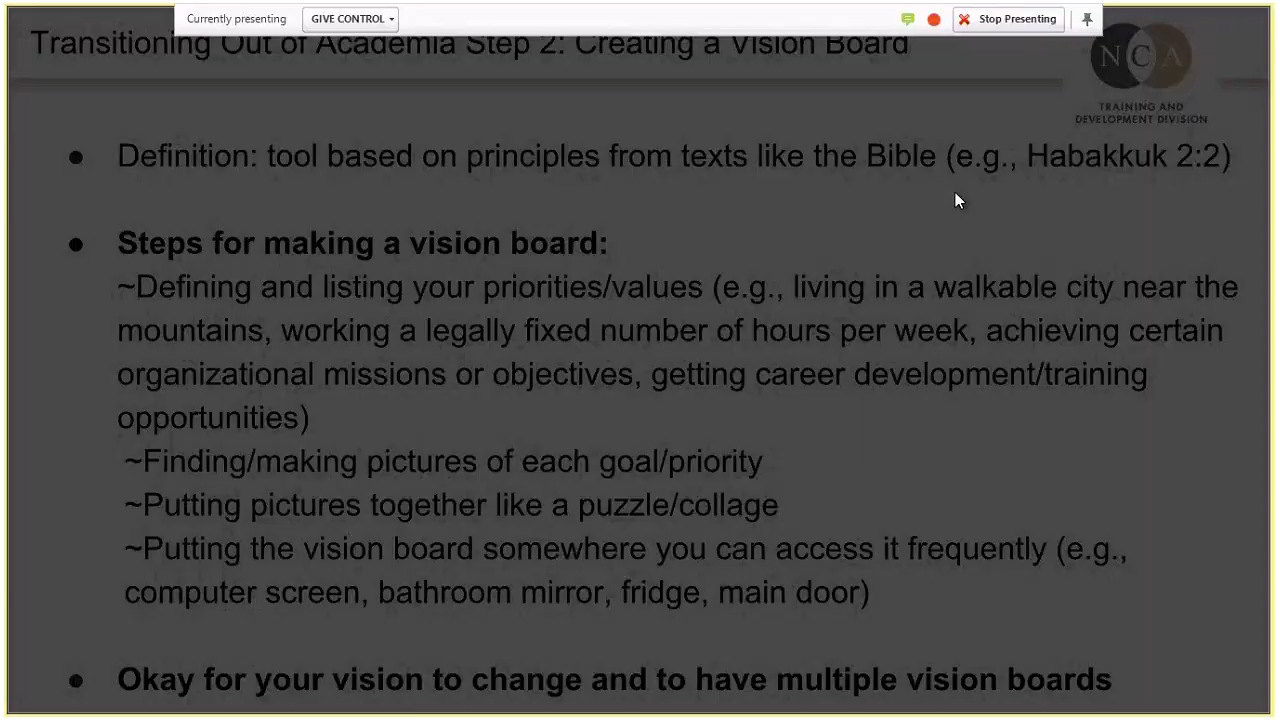 Currently presenting GIVE CONTROL Stop Presenting
Transitioning Out of Academia Step 2: Creating a Vision Board
NCA
TRAINING AND
DEVELOPMENT DIVISION
● Definition: tool based on principles from texts like the Bible (e.g., Habakkuk 2:2)
● Steps for making a vision board:
~Defining and listing your priorities/values (e.g., living in a walkable city near the
mountains, working a legally fixed number of hours per week, achieving certain
organizational missions or objectives, getting career development/training
opportunities)
~Finding/making pictures of each goal/priority
~Putting pictures together like a puzzle/collage
~Putting the vision board somewhere you can access it frequently (e.g.,
computer screen, bathroom mirror, fridge, main door)
● Okay for your vision to change and to have multiple vision boards